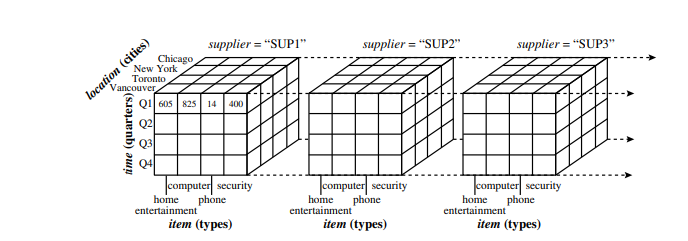 supplier = “SUP1” supplier = “SUP2” supplier = “SUP3”
location (cities)
Chicago
New York
Toronto
Vancouver
time (quarters)
Q1 605 825 14 400
Q2
Q3
Q4
computer security computer security computer security
home phone home phone home phone
entertainment entertainment entertainment
item (types) item (types) item (types)